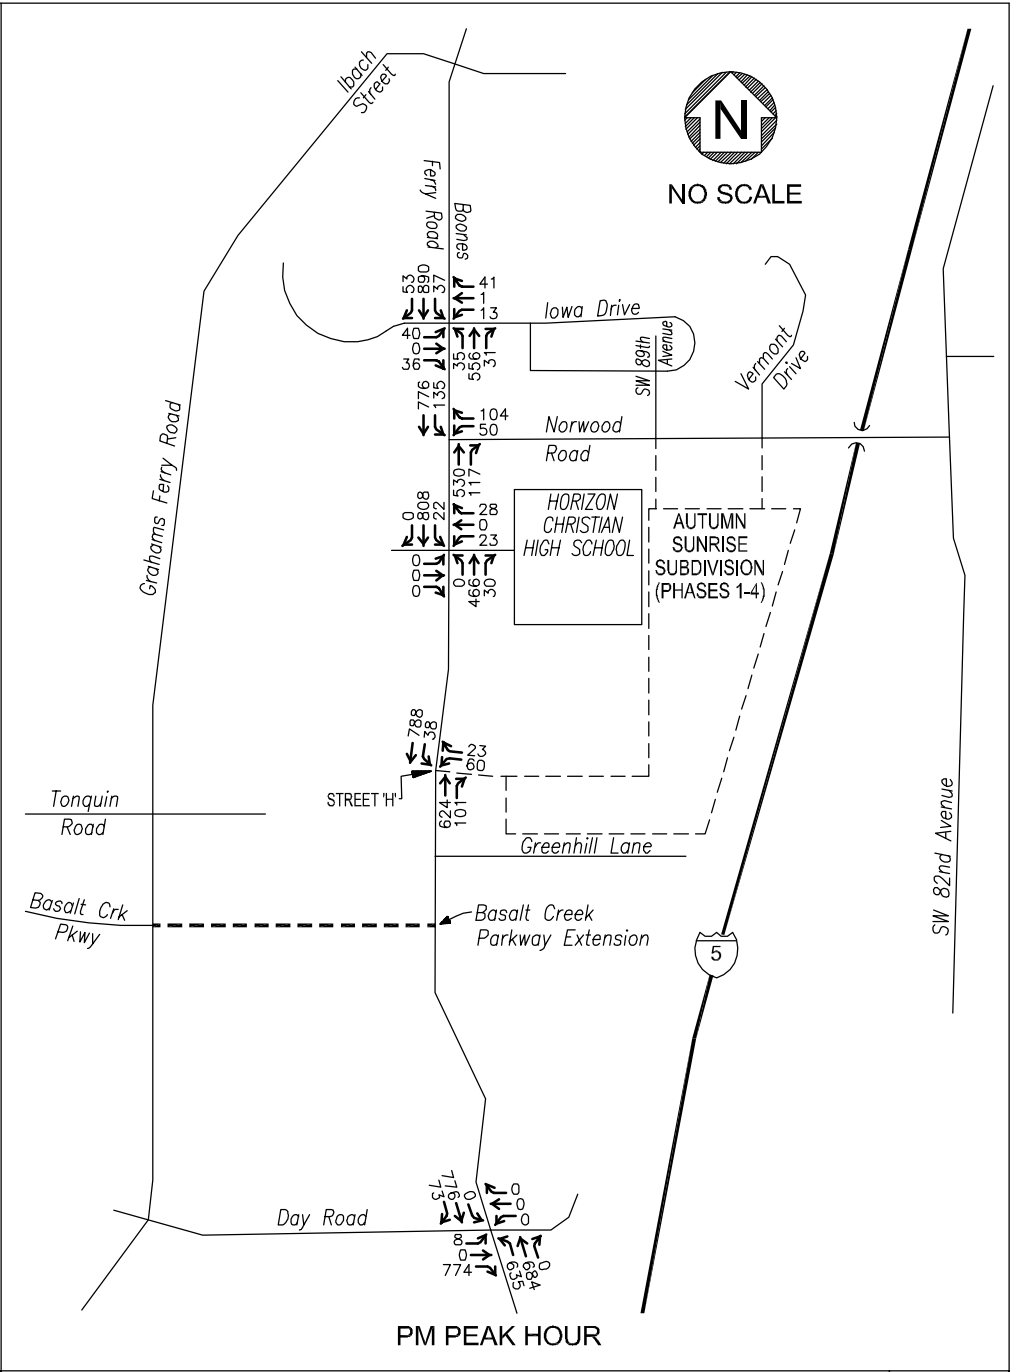 Ibach
Street
N
NO SCALE
Ferry Road
Boones
53
890
37
41
1
13
Iowa Drive
40
0
36
35
556
31
SW 89th
Avenue
Vermont
Drive
776
135
104
50
Norwood
Road
530
117
Grahams Ferry Road
0
808
22
28
0
23
HORIZON
CHRISTIAN
HIGH SCHOOL
AUTUMN
SUNRISE
SUBDIVISION
(PHASES 1-4)
0
0
0
0
466
30
788
38
23
60
STREET 'H'
624
101
Tonquin
Road
Greenhill Lane
SW 82nd Avenue
Basalt Crk
Pkwy
Basalt Creek
Parkway Extension
5
73
776
0
0
0
0
Day Road
8
0
774
635
684
0
PM PEAK HOUR